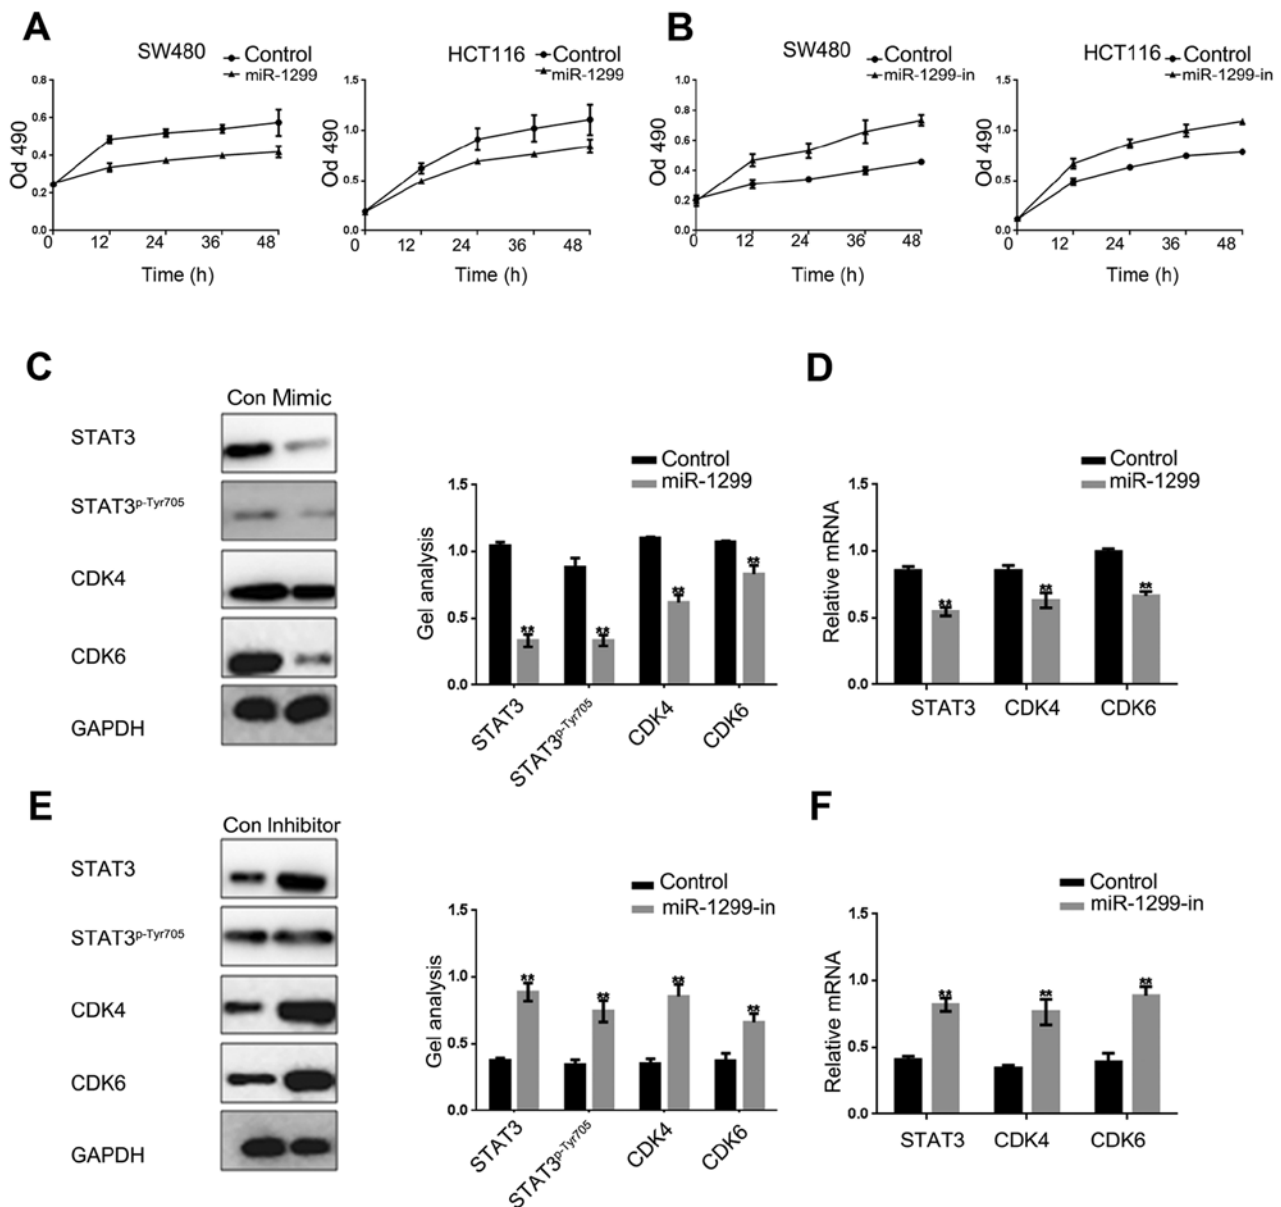 A
SW480
Control
miR-1299
Od 490
0.8
0.6
0.4
0.2
0.0
0 12 24 36 48
Time (h)
HCT116
Control
miR-1299
Od 490
1.5
1.0
0.5
0.0
0 12 24 36 48
Time (h)
B
SW480
Control
miR-1299-in
Od 490
1.0
0.8
0.6
0.4
0.2
0.0
0 12 24 36 48
Time (h)
HCT116
Control
miR-1299-in
Od 490
1.5
1.0
0.5
0.0
0 12 24 36 48
Time (h)
C
Con Mimic
STAT3
STAT3p-Tyr705
CDK4
CDK6
GAPDH
Control
miR-1299
Gel analysis
1.5
1.0
0.5
0.0
** ** ** **
STAT3 STAT3p-Tyr705 CDK4 CDK6
D
Control
miR-1299
Relative mRNA
1.5
1.0
0.5
0.0
** ** **
STAT3 CDK4 CDK6
E
Con Inhibitor
STAT3
STAT3p-Tyr705
CDK4
CDK6
GAPDH
Control
miR-1299-in
Gel analysis
1.5
1.0
0.5
0.0
** ** ** **
STAT3 STAT3p-Tyr705 CDK4 CDK6
F
Control
miR-1299-in
Relative mRNA
1.5
1.0
0.5
0.0
** ** **
STAT3 CDK4 CDK6